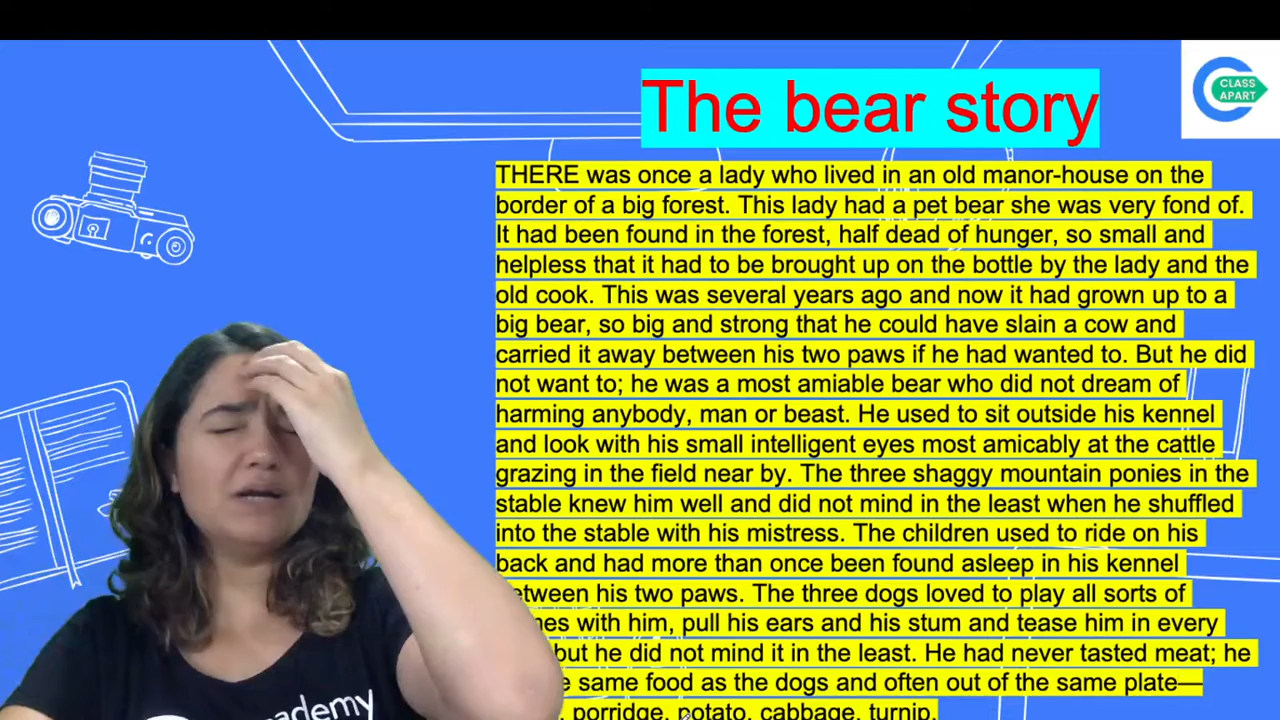 The bear story
CLASS
APART
THERE was once a lady who lived in an old manor-house on the
border of a big forest. This lady had a pet bear she was very fond of.
It had been found in the forest, half dead of hunger, so small and
helpless that it had to be brought up on the bottle by the lady and the
old cook. This was several years ago and now it had grown up to a
big bear, so big and strong that he could have slain a cow and
carried it away between his two paws if he had wanted to. But he did
not want to; he was a most amiable bear who did not dream of
harming anybody, man or beast. He used to sit outside his kennel
and look with his small intelligent eyes most amicably at the cattle
grazing in the field near by. The three shaggy mountain ponies in the
stable knew him well and did not mind in the least when he shuffled
into the stable with his mistress. The children used to ride on his
back and had more than once been found asleep in his kennel
etween his two paws. The three dogs loved to play all sorts of
mes with him, pull his ears and his stum and tease him in every
but he did not mind it in the least. He had never tasted meat; he
e same food as the dogs and often out of the same plate—
, porridge, potato, cabbage, turnip.
ademy